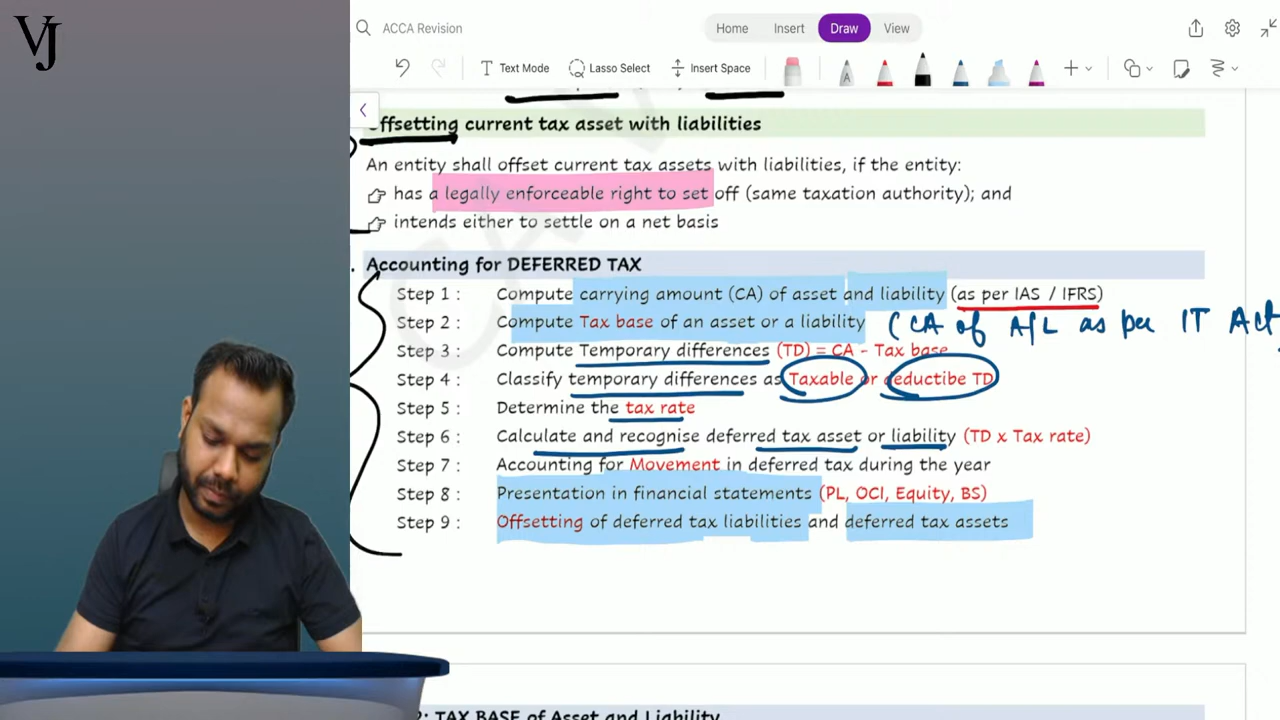 VJ
ACCA Revision
Home Insert Draw View
Text Mode Lasso Select Insert Space
Offsetting current tax asset with liabilities
An entity shall offset current tax assets with liabilities, if the entity:
has a legally enforceable right to set off (same taxation authority); and
intends either to settle on a net basis
. Accounting for DEFERRED TAX
Step 1 : Compute carrying amount (CA) of asset and liability (as per IAS / IFRS)
Step 2 : Compute Tax base of an asset or a liability (CA of A/L as per IT Act
Step 3 : Compute Temporary differences (TD) = CA - Tax base
Step 4 : Classify temporary differences as Taxable or deductibe TD
Step 5 : Determine the tax rate
Step 6 : Calculate and recognise deferred tax asset or liability (TD x Tax rate)
Step 7 : Accounting for Movement in deferred tax during the year
Step 8 : Presentation in financial statements (PL, OCI, Equity, BS)
Step 9 : Offsetting of deferred tax liabilities and deferred tax assets
2: TAX BASE of Asset and Liability